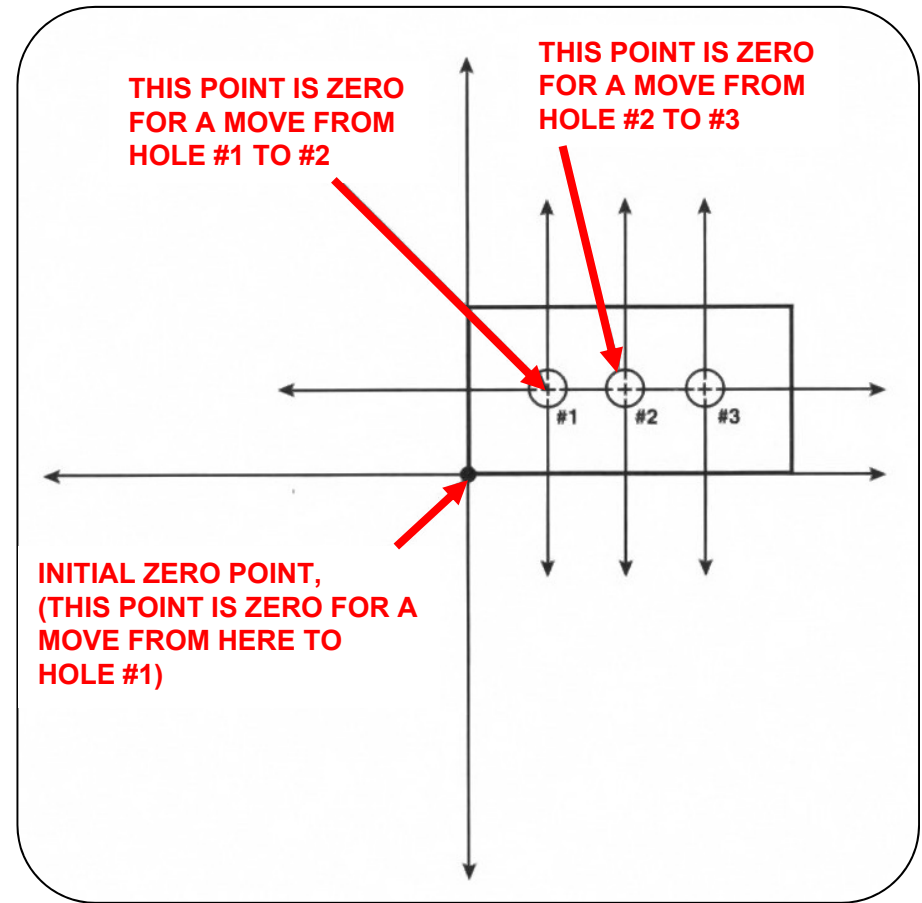 THIS POINT IS ZERO
FOR A MOVE FROM
HOLE #1 TO #2
THIS POINT IS ZERO
FOR A MOVE FROM
HOLE #2 TO #3
#1
#2
#3
INITIAL ZERO POINT,
(THIS POINT IS ZERO FOR A
MOVE FROM HERE TO
HOLE #1)